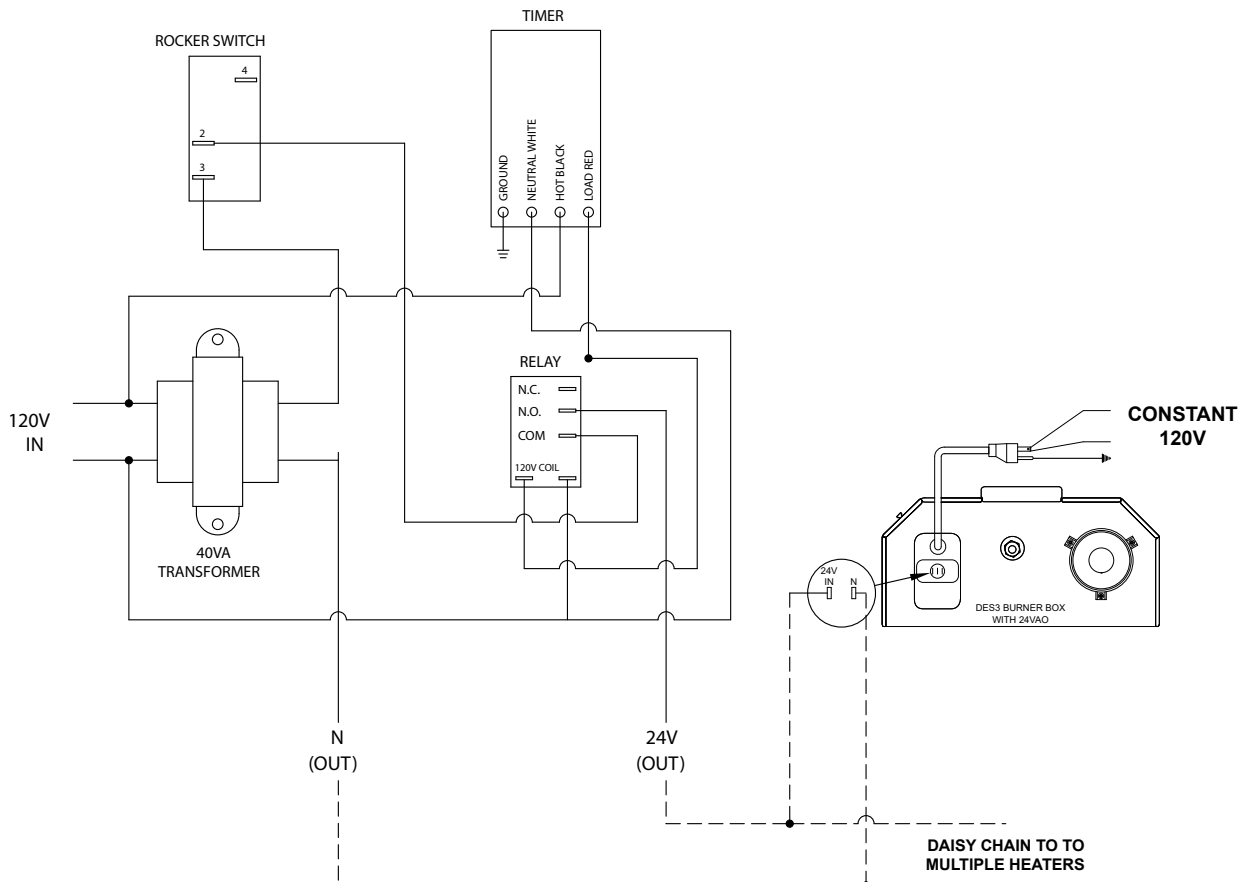 TIMER
ROCKER SWITCH
4
2
3
GROUND
NEUTRAL WHITE
HOT BLACK
LOAD RED
RELAY
N.C.
N.O.
COM
120V COIL
120V
IN
40VA
TRANSFORMER
CONSTANT
120V
24V
IN N
DES3 BURNER BOX
WITH 24VAO
N
(OUT)
24V
(OUT)
DAISY CHAIN TO TO
MULTIPLE HEATERS